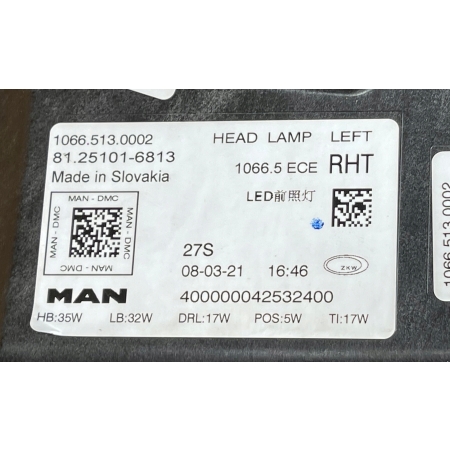 1066.513.0002 HEAD LAMP LEFT
81.25101-6813 1066.5 ECE RHT
Made in Slovakia
LED前照灯
MAN - DMC
MAN - DMC
MAN - DMC
MAN - DMC
27S
08-03-21 16:46 ZKW
MAN 400000042532400
HB:35W LB:32W DRL:17W POS:5W TI:17W
1066.513.0002